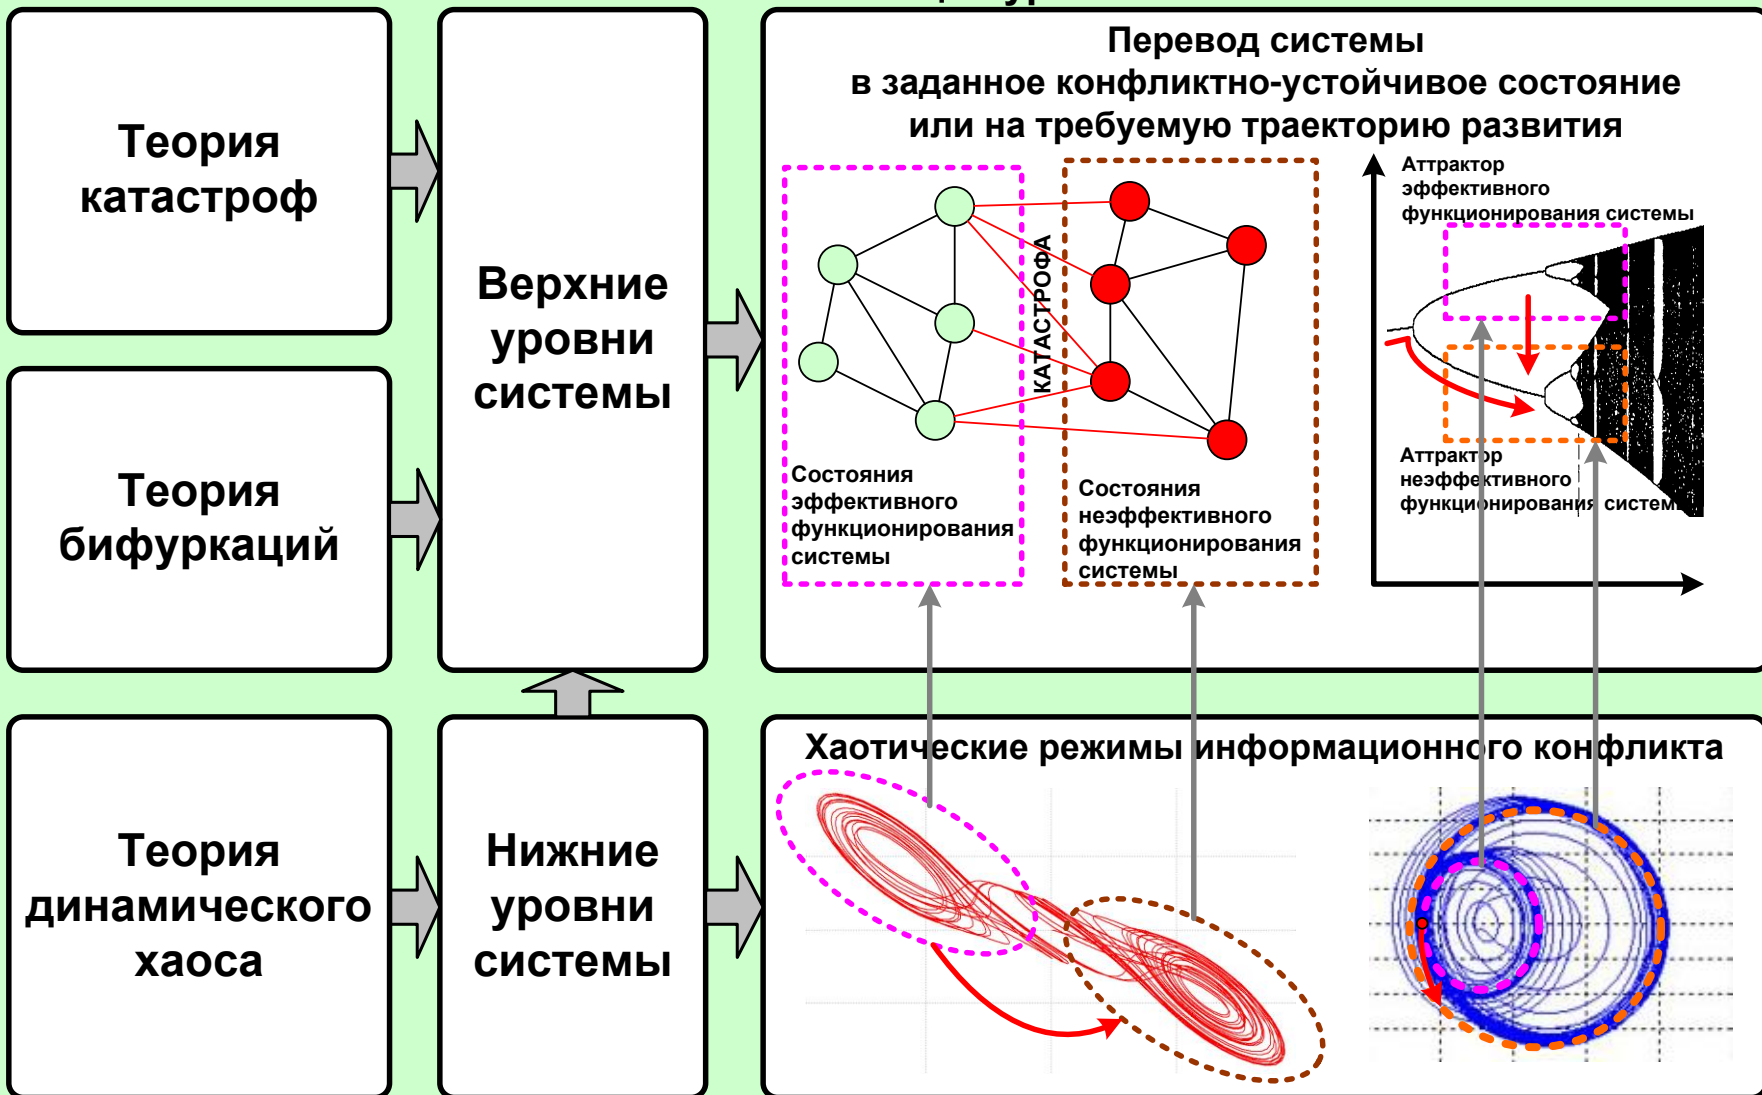 Теория
катастроф
Теория
бифуркаций
Теория
динамического
хаоса
Верхние
уровни
системы
Нижние
уровни
системы
Перевод системы
в заданное конфликтно-устойчивое состояние
или на требуемую траекторию развития
КАТАСТРОФА
Состояния
эффективного
функционирования
системы
Состояния
неэффективного
функционирования
системы
Аттрактор
эффективного
функционирования системы
Аттрактор
неэффективного
функционирования системы
Хаотические режимы информационного конфликта